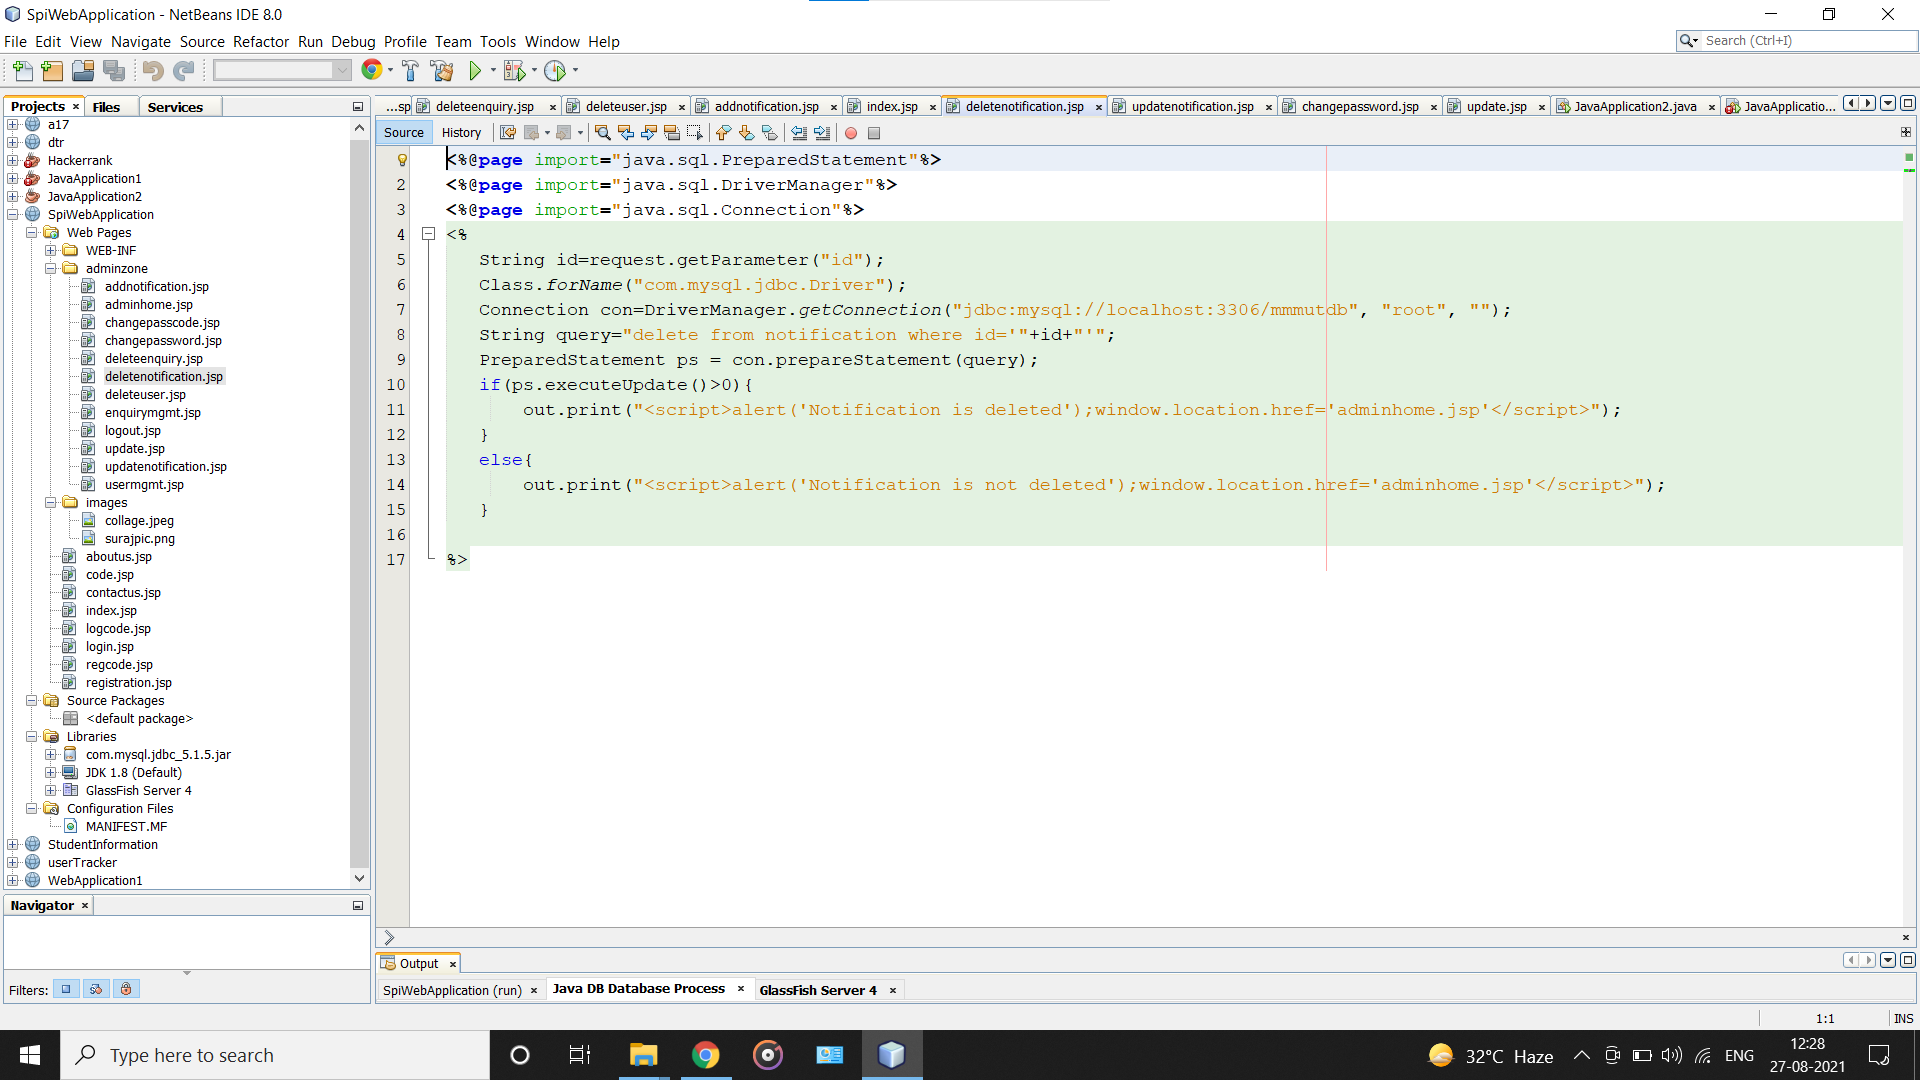 SpiWebApplication - NetBeans IDE 8.0
File Edit View Navigate Source Refactor Run Debug Profile Team Tools Window Help
Search (Ctrl+I)
Projects Files Services
...sp deleteenquiry.jsp deleteuser.jsp addnotification.jsp index.jsp deletenotification.jsp updatenotification.jsp changepassword.jsp update.jsp JavaApplication2.java JavaApplicatio...
Source History
a17
dtr
Hackerrank
JavaApplication1
JavaApplication2
SpiWebApplication
Web Pages
WEB-INF
adminzone
addnotification.jsp
adminhome.jsp
changepasscode.jsp
changepassword.jsp
deleteenquiry.jsp
deletenotification.jsp
deleteuser.jsp
enquirymgmt.jsp
logout.jsp
update.jsp
updatenotification.jsp
usermgmt.jsp
images
collage.jpeg
surajpic.png
aboutus.jsp
code.jsp
contactus.jsp
index.jsp
logcode.jsp
login.jsp
regcode.jsp
registration.jsp
Source Packages
<default package>
Libraries
com.mysql.jdbc_5.1.5.jar
JDK 1.8 (Default)
GlassFish Server 4
Configuration Files
MANIFEST.MF
StudentInformation
userTracker
WebApplication1
<%@page import="java.sql.PreparedStatement"%>
2 <%@page import="java.sql.DriverManager"%>
3 <%@page import="java.sql.Connection"%>
4 <%
5 String id=request.getParameter("id");
6 Class.forName("com.mysql.jdbc.Driver");
7 Connection con=DriverManager.getConnection("jdbc:mysql://localhost:3306/mmmutdb", "root", "");
8 String query="delete from notification where id='"+id+"'";
9 PreparedStatement ps = con.prepareStatement(query);
10 if(ps.executeUpdate()>0){
11 out.print("<script>alert('Notification is deleted');window.location.href='adminhome.jsp'</script>");
12 }
13 else{
14 out.print("<script>alert('Notification is not deleted');window.location.href='adminhome.jsp'</script>");
15 }
16
17 %>
Navigator
Filters:
Output
SpiWebApplication (run) Java DB Database Process GlassFish Server 4
1:1 INS
Type here to search
32°C Haze
ENG
12:28
27-08-2021